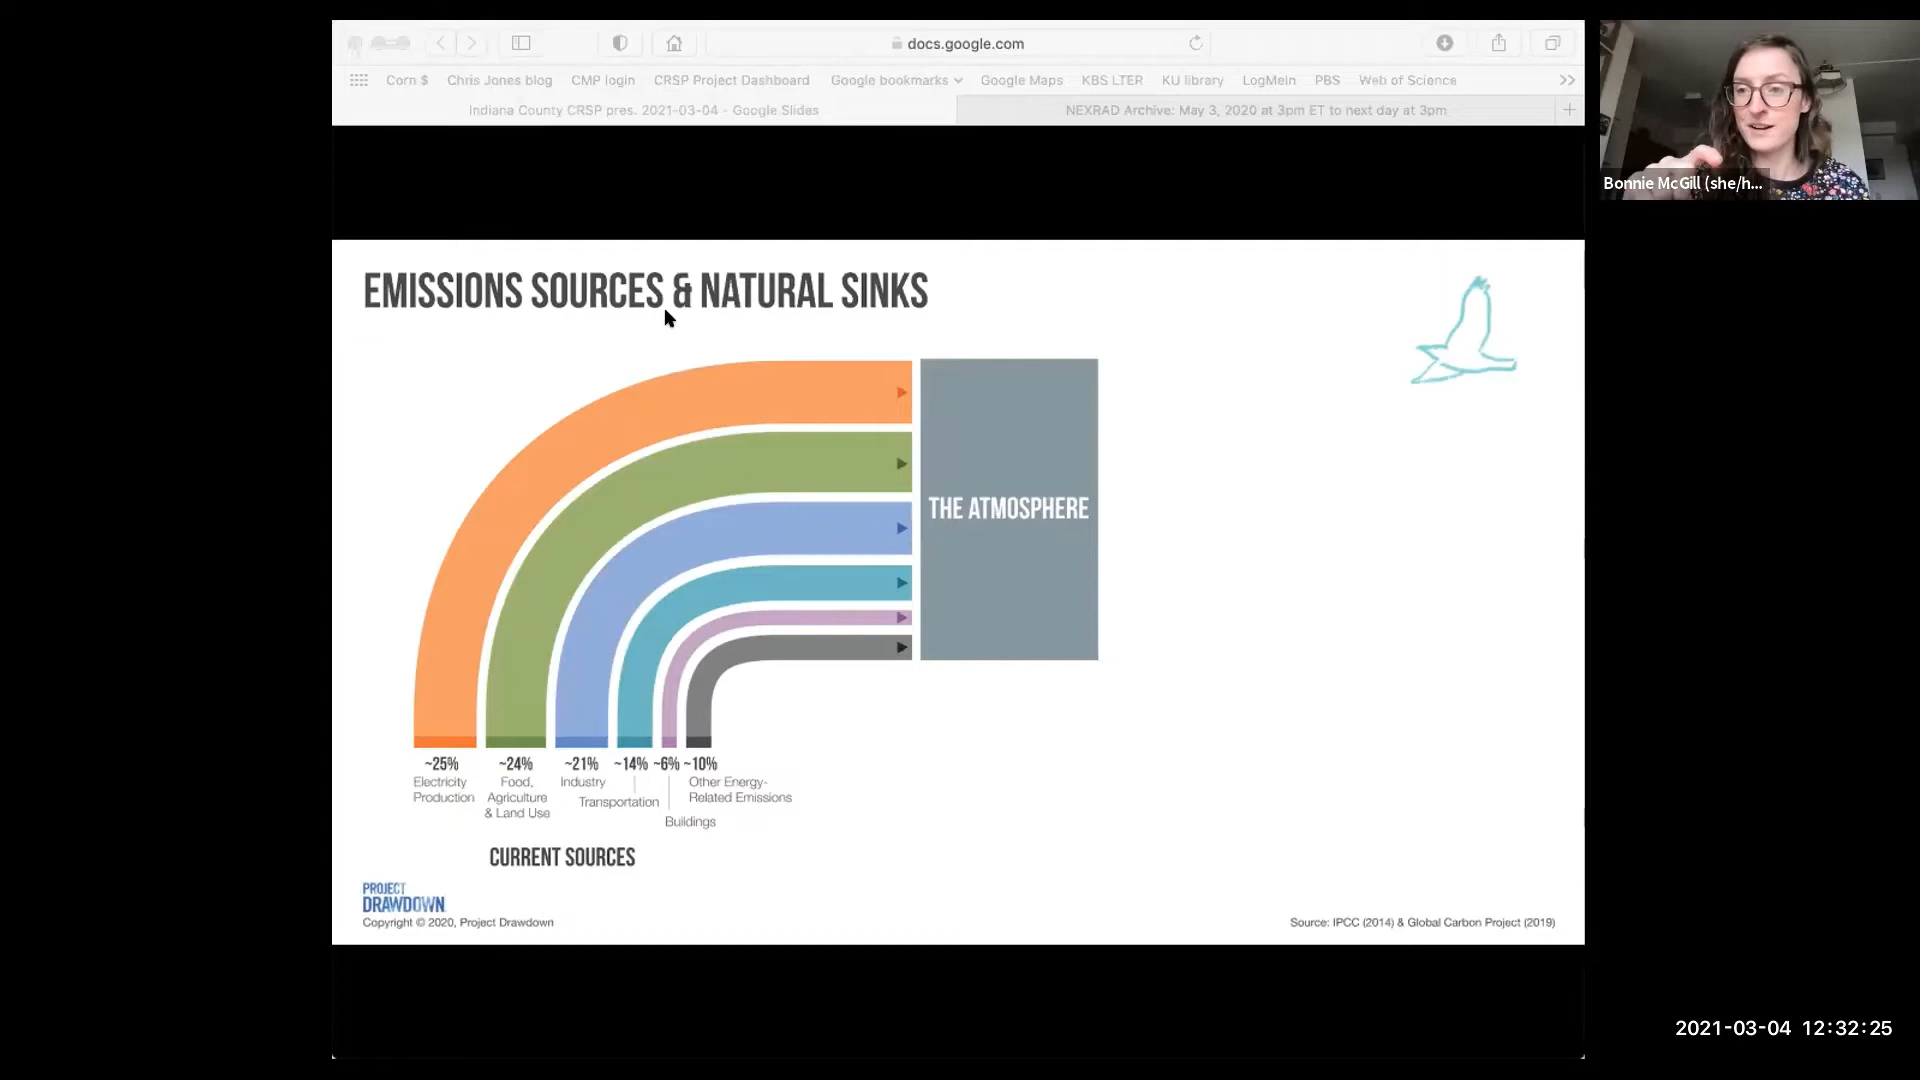 docs.google.com
Corn $ Chris Jones blog CMP login CRSP Project Dashboard Google bookmarks Google Maps KBS LTER KU library LogMeIn PBS Web of Science
Indiana County CRSP pres. 2021-03-04 - Google Slides NEXRAD Archive: May 3, 2020 at 3pm ET to next day at 3pm
Bonnie McGill (she/h...
EMISSIONS SOURCES & NATURAL SINKS
THE ATMOSPHERE
~25% ~24% ~21% ~14% ~6% ~10%
Electricity
Production
Food,
Agriculture
& Land Use
Industry
Transportation
Buildings
Other Energy-
Related Emissions
CURRENT SOURCES
PROJECT
DRAWDOWN
Copyright © 2020, Project Drawdown
Source: IPCC (2014) & Global Carbon Project (2019)
2021-03-04 12:32:25